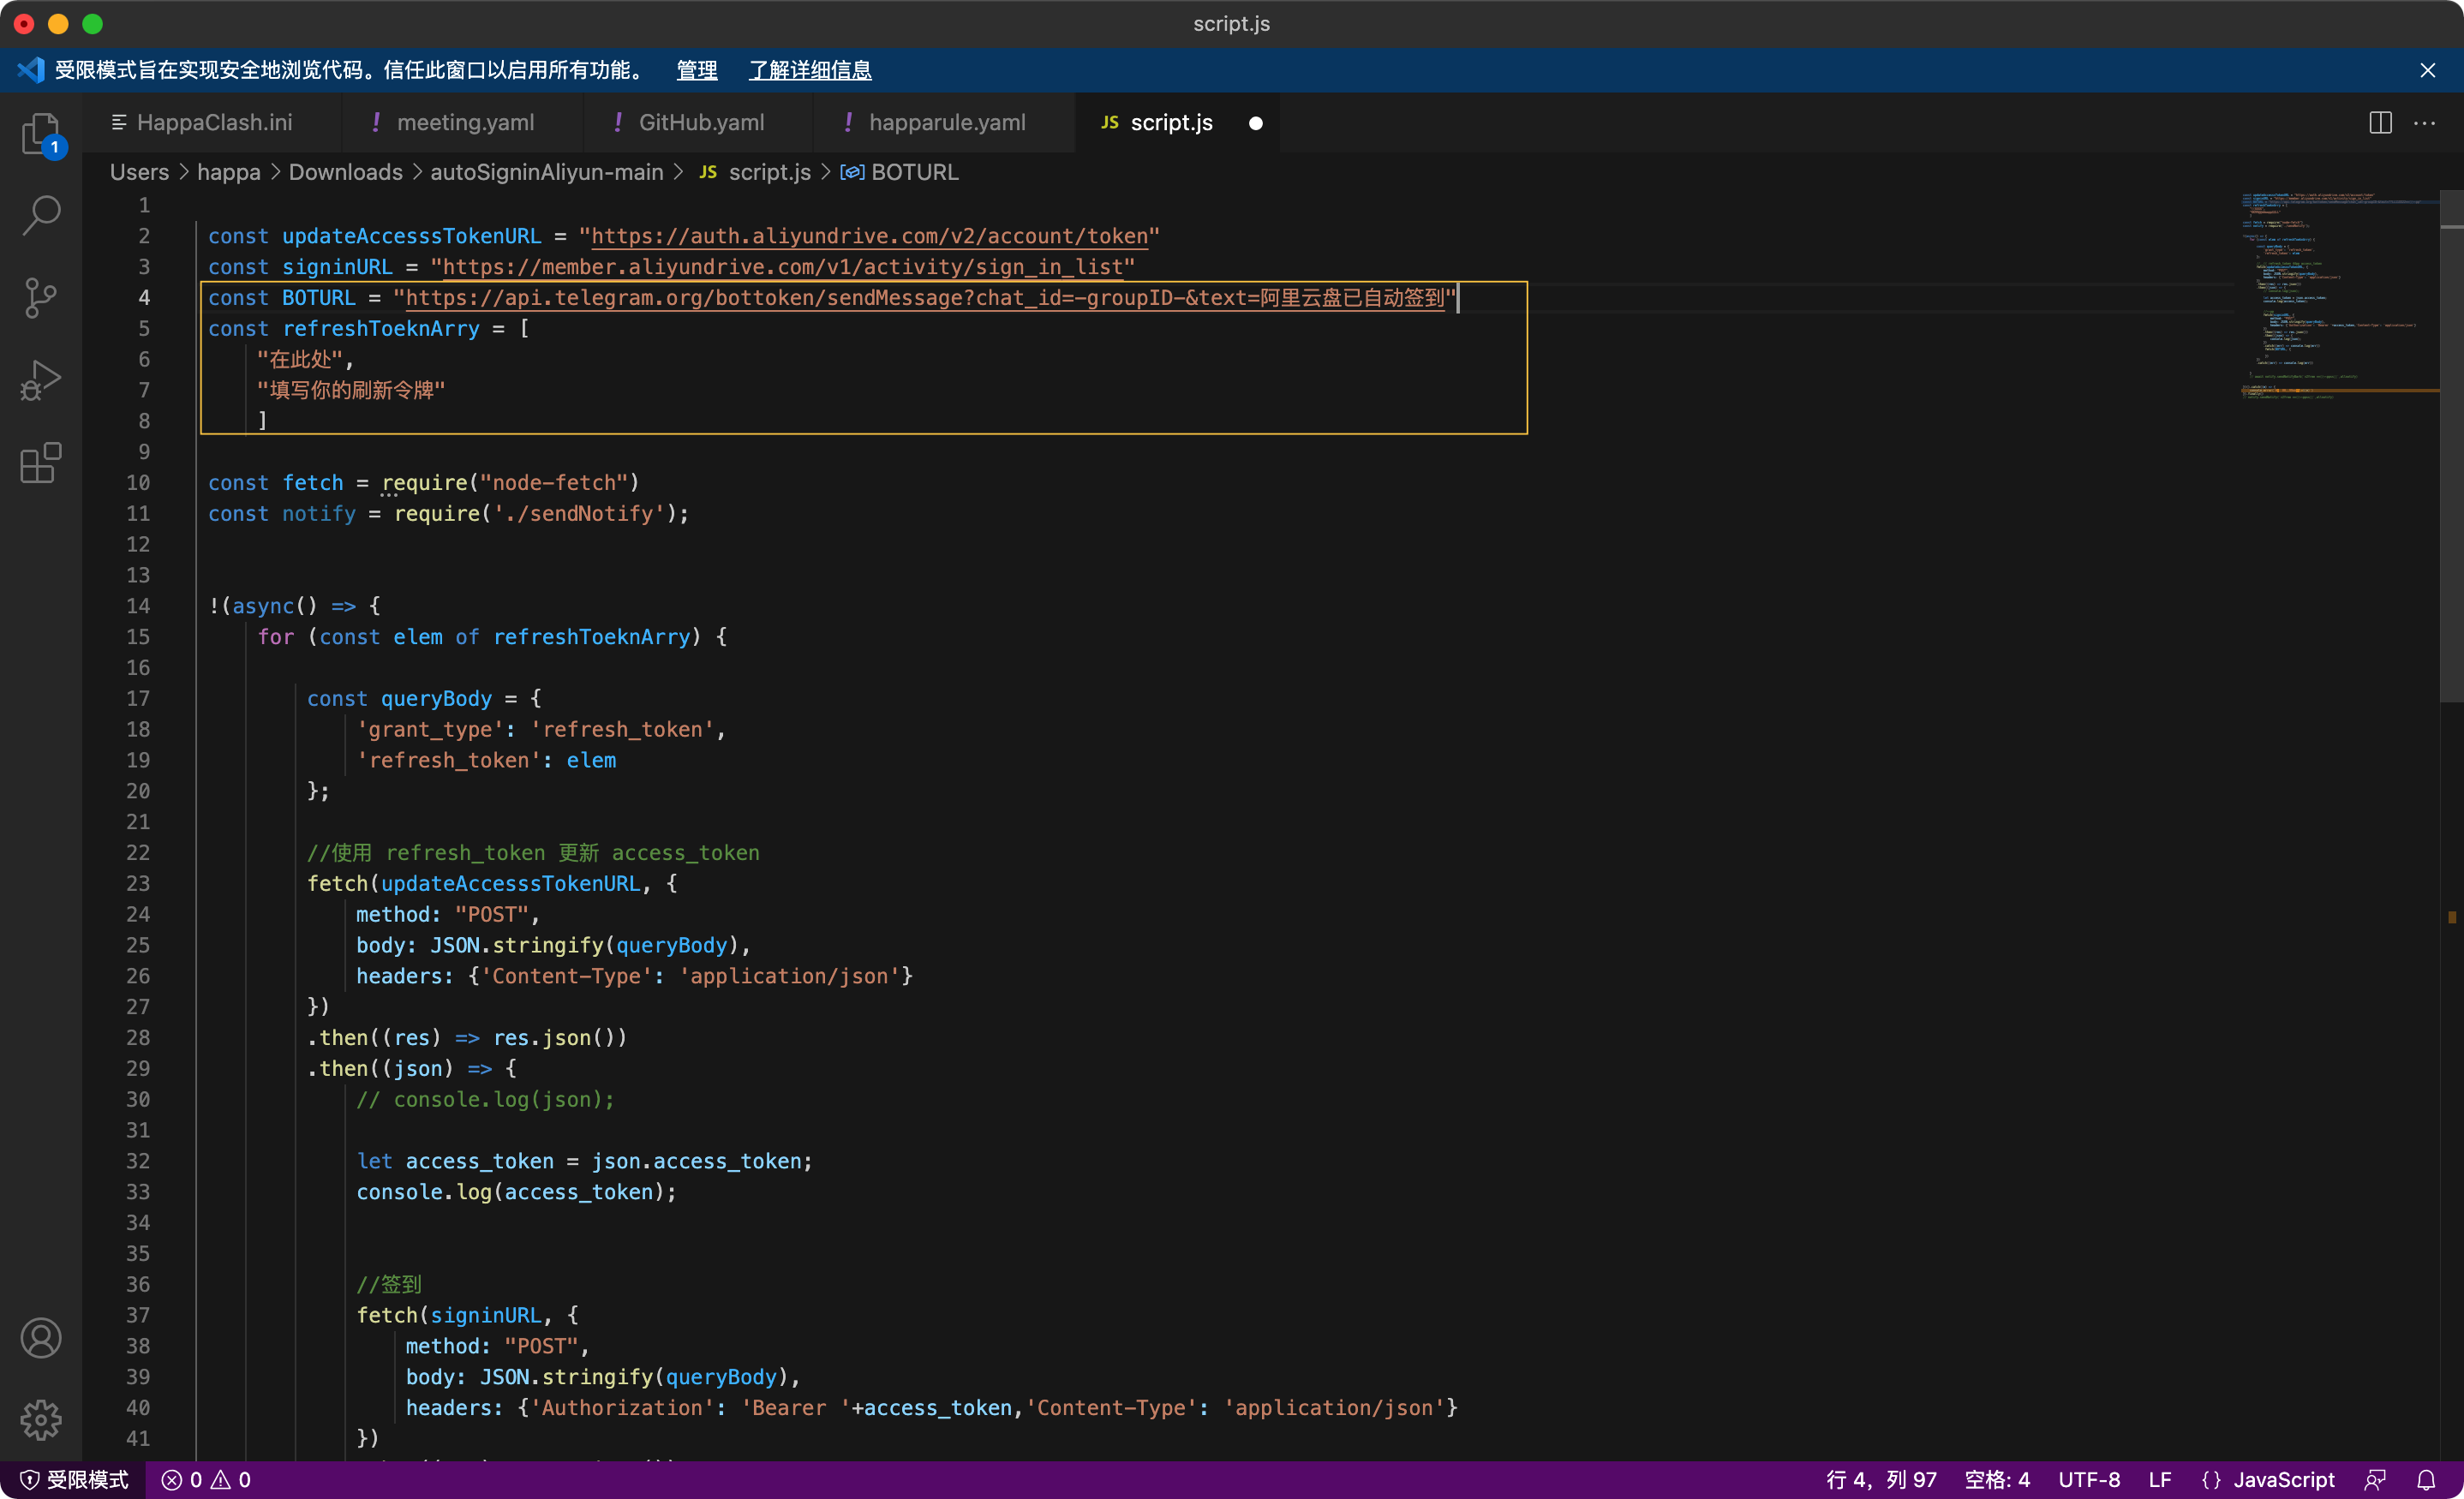 script.js
受限模式旨在实现安全地浏览代码。信任此窗口以启用所有功能。 管理 了解详细信息
HappaClash.ini ! meeting.yaml ! GitHub.yaml ! happarule.yaml JS script.js
1
Users > happa > Downloads > autoSigninAliyun-main > JS script.js > BOTURL
1
2 const updateAccesssTokenURL = "https://auth.aliyundrive.com/v2/account/token"
3 const signinURL = "https://member.aliyundrive.com/v1/activity/sign_in_list"
4 const BOTURL = "https://api.telegram.org/bottoken/sendMessage?chat_id=-groupID-&text=阿里云盘已自动签到"
5 const refreshToeknArry = [
6 "在此处",
7 "填写你的刷新令牌"
8 ]
9
10 const fetch = require("node-fetch")
11 const notify = require('./sendNotify');
12
13
14 !(async() => {
15 for (const elem of refreshToeknArry) {
16
17 const queryBody = {
18 'grant_type': 'refresh_token',
19 'refresh_token': elem
20 };
21
22 //使用 refresh_token 更新 access_token
23 fetch(updateAccesssTokenURL, {
24 method: "POST",
25 body: JSON.stringify(queryBody),
26 headers: {'Content-Type': 'application/json'}
27 })
28 .then((res) => res.json())
29 .then((json) => {
30 // console.log(json);
31
32 let access_token = json.access_token;
33 console.log(access_token);
34
35
36 //签到
37 fetch(signinURL, {
38 method: "POST",
39 body: JSON.stringify(queryBody),
40 headers: {'Authorization': 'Bearer '+access_token,'Content-Type': 'application/json'}
41 })
受限模式 0 0 行 4，列 97 空格: 4 UTF-8 LF {} JavaScript